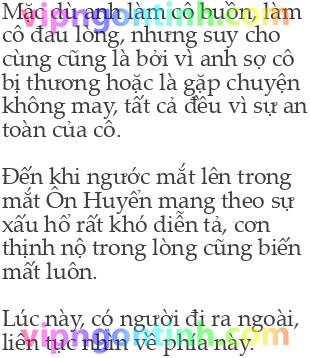 Mặc dù anh làm cô buồn, làm
vipngontinh.com
cô đau lòng, nhưng suy cho
cùng cũng là bởi vì anh sợ cô
bị thương hoặc là gặp chuyện
không may, tất cả đều vì sự an
toàn của cô.
Đến khi ngước mắt lên trong
mắt Ôn Huyển mang theo sự
xấu hổ rất khó diễn tả, cơn
thịnh nộ trong lòng cũng biến
mất luôn.
Lúc này, có người đi ra ngoài,
vipngontinh.com
liên tục nhìn về phía này.